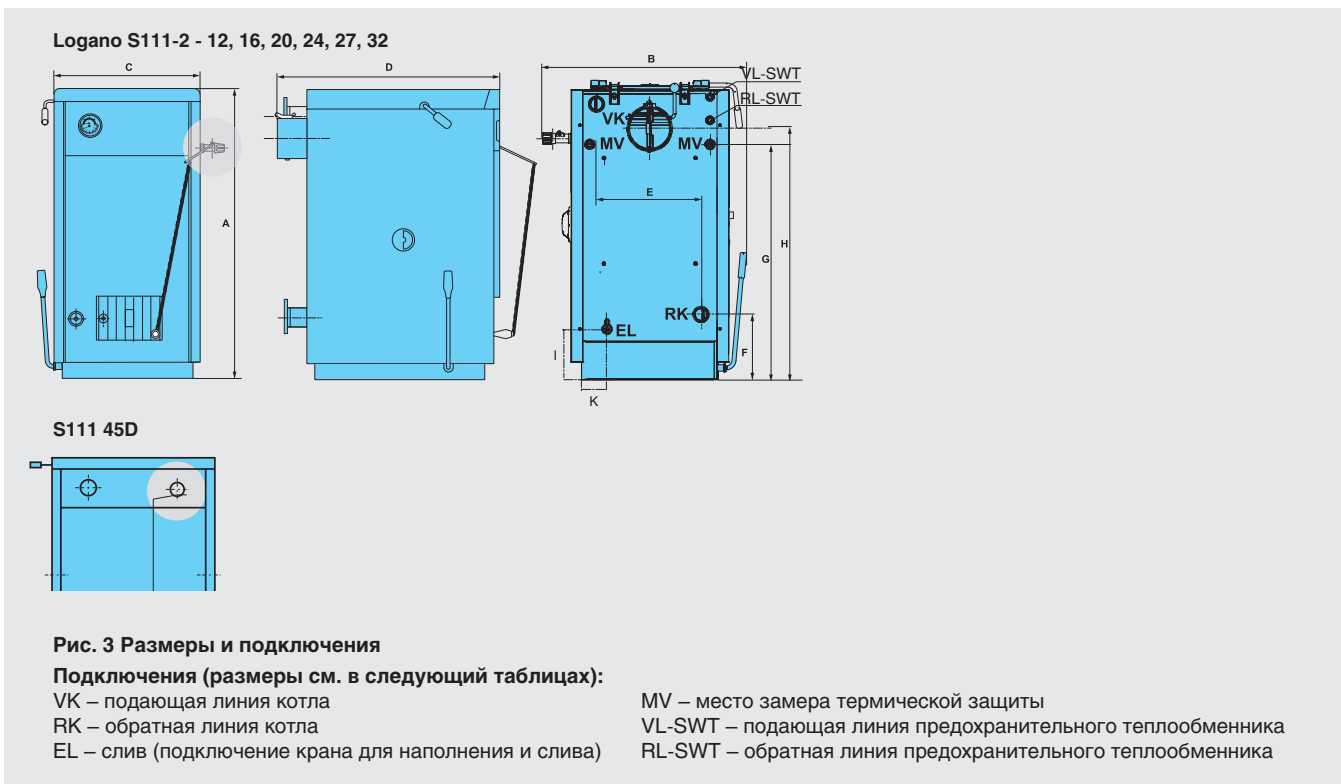 Logano S111-2 - 12, 16, 20, 24, 27, 32
C
D
B
VL-SWT
RL-SWT
VK
MV
MV
A
E
H
G
RK
EL
I
F
K
S111 45D
Рис. 3 Размеры и подключения
Подключения (размеры см. в следующий таблицах):
VK – подающая линия котла
RK – обратная линия котла
EL – слив (подключение крана для наполнения и слива)
MV – место замера термической защиты
VL-SWT – подающая линия предохранительного теплообменника
RL-SWT – обратная линия предохранительного теплообменника